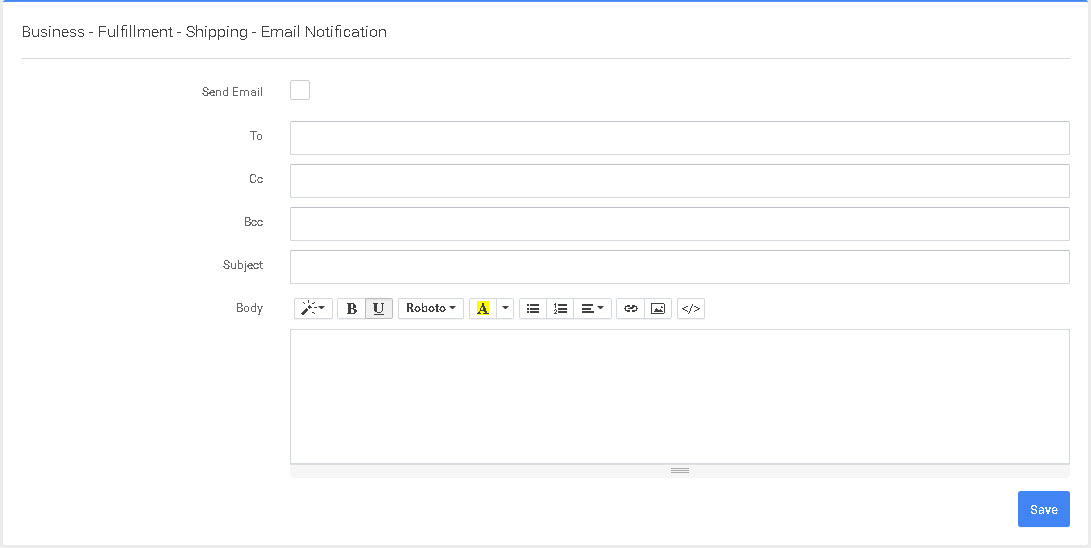 Business - Fulfillment - Shipping - Email Notification
Send Email
To
Cc
Bcc
Subject
Body B U Roboto A </>
Save